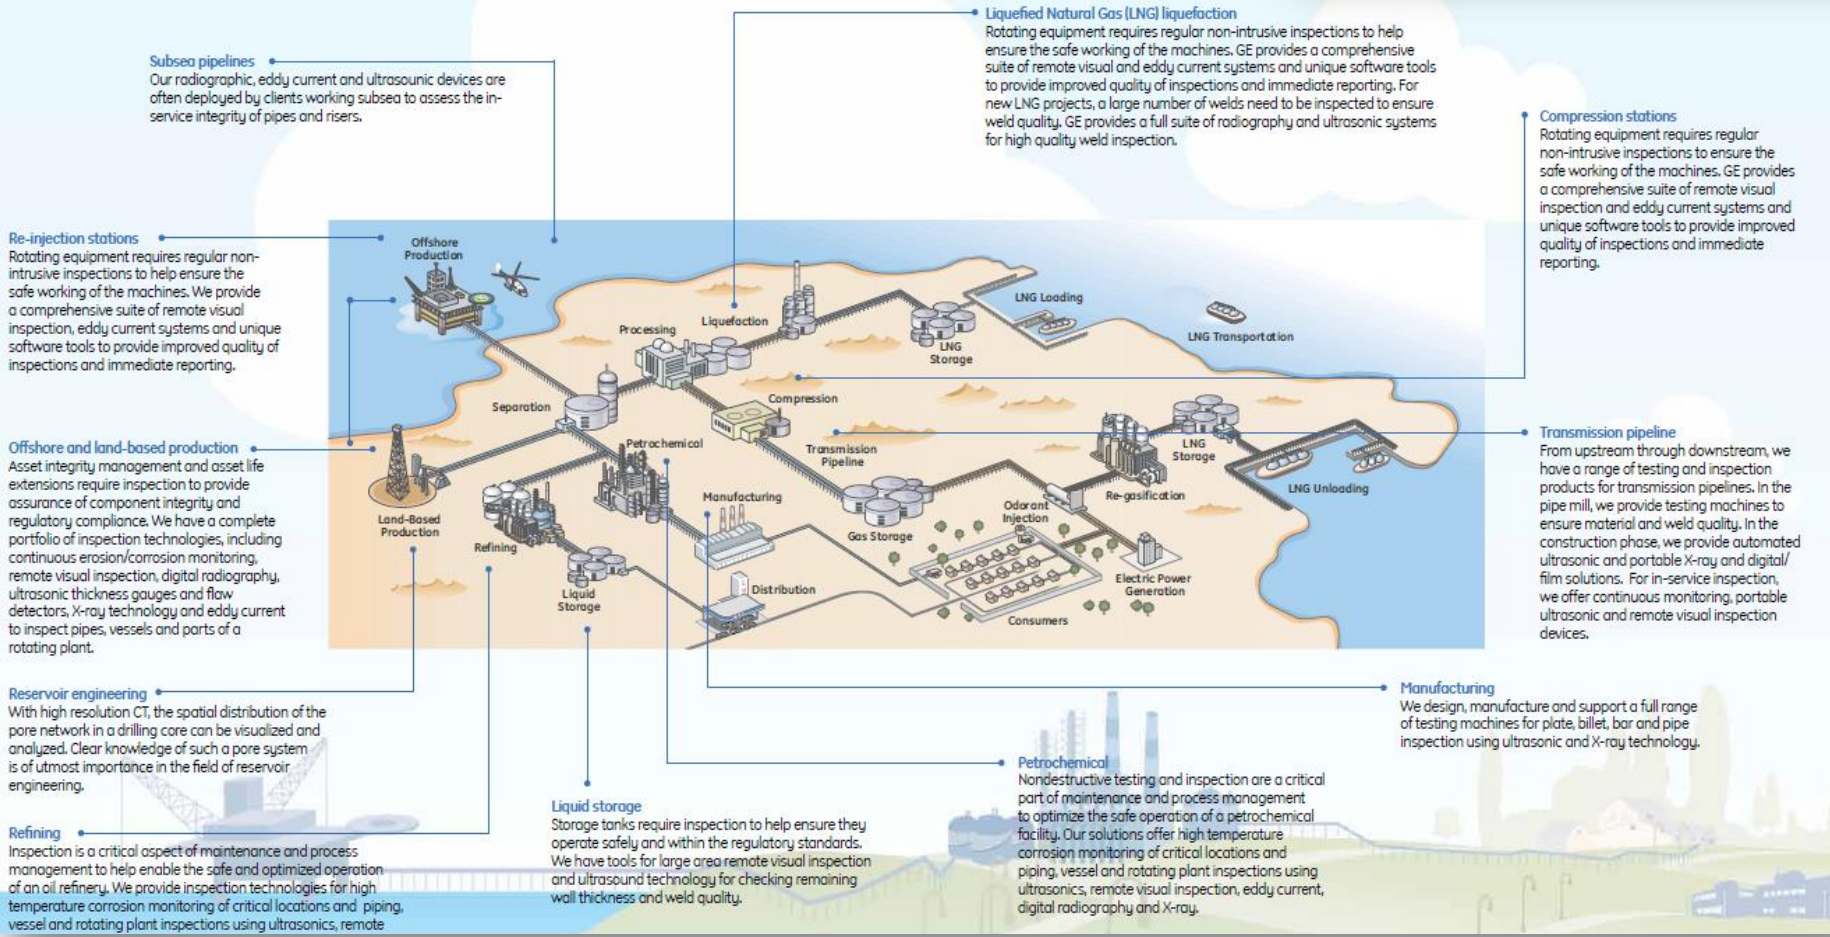 Liquefied Natural Gas (LNG) liquefaction
Rotating equipment requires regular non-intrusive inspections to help
ensure the safe working of the machines. GE provides a comprehensive
suite of remote visual and eddy current systems and unique software tools
to provide improved quality of inspections and immediate reporting. For
new LNG projects, a large number of welds need to be inspected to ensure
weld quality. GE provides a full suite of radiography and ultrasonic systems
for high quality weld inspection.
Subsea pipelines
Our radiographic, eddy current and ultrasounic devices are
often deployed by clients working subsea to assess the in-
service integrity of pipes and risers.
Compression stations
Rotating equipment requires regular
non-intrusive inspections to ensure the
safe working of the machines. GE provides
a comprehensive suite of remote visual
inspection and eddy current systems and
unique software tools to provide improved
quality of inspections and immediate
reporting.
Re-injection stations
Rotating equipment requires regular non-
intrusive inspections to help ensure the
safe working of the machines. We provide
a comprehensive suite of remote visual
inspection, eddy current systems and unique
software tools to provide improved quality of
inspections and immediate reporting.
Offshore
Production
LNG Loading
LNG Transportation
Liquefaction
Processing
LNG
Storage
Compression
Separation
Petrochemical
Transmission
Pipeline
LNG
Storage
LNG Unloading
Re-gasification
Manufacturing
Odorant
Injection
Land-Based
Production
Gas Storage
Refining
Electric Power
Generation
Distribution
Liquid
Storage
Consumers
Offshore and land-based production
Asset integrity management and asset life
extensions require inspection to provide
assurance of component integrity and
regulatory compliance. We have a complete
portfolio of inspection technologies, including
continuous erosion/corrosion monitoring,
remote visual inspection, digital radiography,
ultrasonic thickness gauges and flaw
detectors, X-ray technology and eddy current
to inspect pipes, vessels and parts of a
rotating plant.
Transmission pipeline
From upstream through downstream, we
have a range of testing and inspection
products for transmission pipelines. In the
pipe mill, we provide testing machines to
ensure material and weld quality. In the
construction phase, we provide automated
ultrasonic and portable X-ray and digital/
film solutions. For in-service inspection,
we offer continuous monitoring, portable
ultrasonic and remote visual inspection
devices.
Reservoir engineering
With high resolution CT, the spatial distribution of the
pore network in a drilling core can be visualized and
analyzed. Clear knowledge of such a pore system
is of utmost importance in the field of reservoir
engineering.
Manufacturing
We design, manufacture and support a full range
of testing machines for plate, billet, bar and pipe
inspection using ultrasonic and X-ray technology.
Petrochemical
Nondestructive testing and inspection are a critical
part of maintenance and process management
to optimize the safe operation of a petrochemical
facility. Our solutions offer high temperature
corrosion monitoring of critical locations and
piping, vessel and rotating plant inspections using
ultrasonics, remote visual inspection, eddy current,
digital radiography and X-ray.
Liquid storage
Storage tanks require inspection to help ensure they
operate safely and within the regulatory standards.
We have tools for large area remote visual inspection
and ultrasound technology for checking remaining
wall thickness and weld quality.
Refining
Inspection is a critical aspect of maintenance and process
management to help enable the safe and optimized operation
of an oil refinery. We provide inspection technologies for high
temperature corrosion monitoring of critical locations and piping,
vessel and rotating plant inspections using ultrasonics, remote